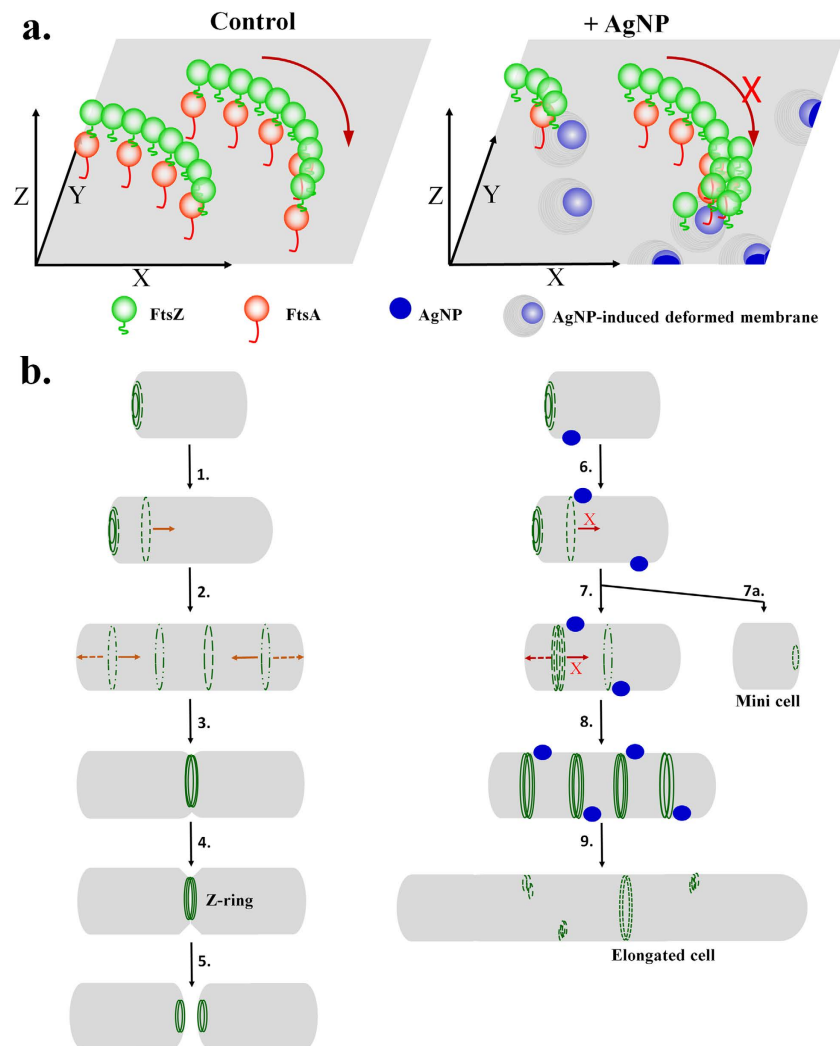 a.
Control
+ AgNP
X
Z
Y
X
Z
Y
X
FtsZ
FtsA
AgNP
AgNP-induced deformed membrane
b.
1.
6.
X
2.
7.
7a.
X
Mini cell
3.
8.
4.
9.
Z-ring
Elongated cell
5.